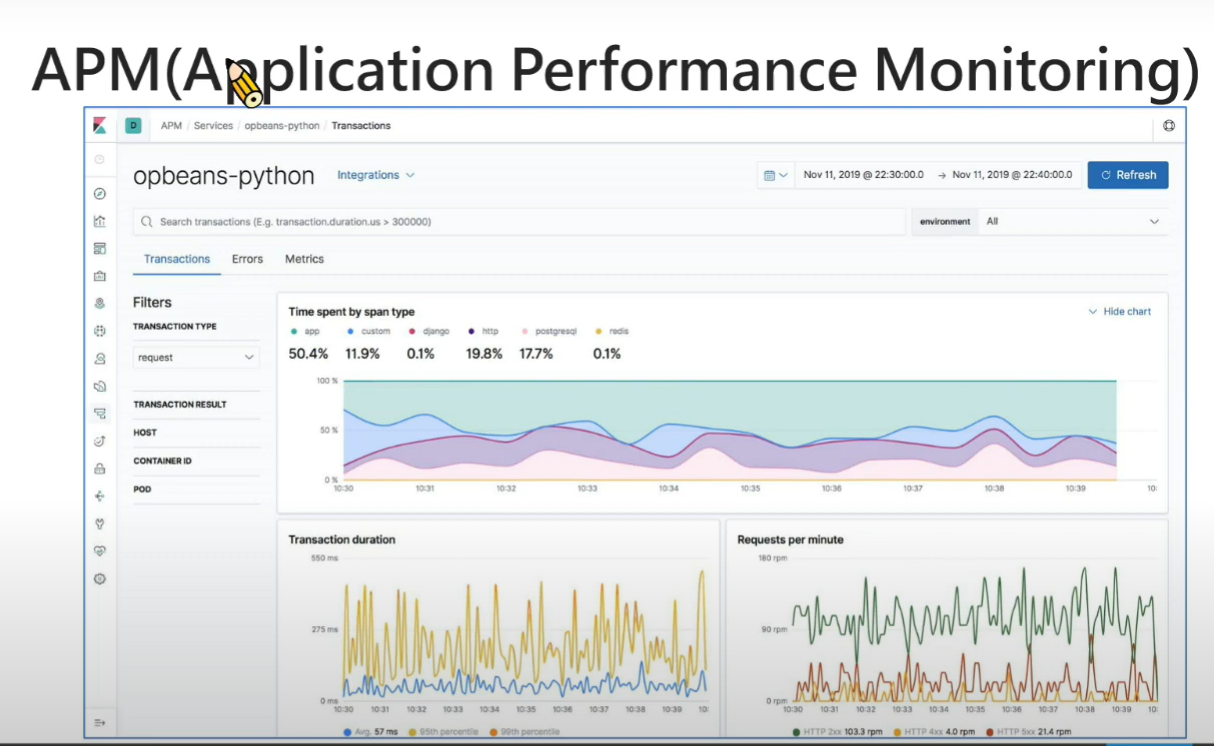 APM(Application Performance Monitoring)
D APM / Services / opbeans-python / Transactions
opbeans-python Integrations
Nov 11, 2019 @ 22:30:00.0 → Nov 11, 2019 @ 22:40:00.0 Refresh
Search transactions (E.g. transaction.duration.us > 300000) environment All
Transactions Errors Metrics
Filters
TRANSACTION TYPE
request
TRANSACTION RESULT
HOST
CONTAINER ID
POD
Time spent by span type Hide chart
app custom django http postgresql redis
50.4% 11.9% 0.1% 19.8% 17.7% 0.1%
100 %
50 %
0 %
10:30 10:31 10:32 10:33 10:34 10:35 10:36 10:37 10:38 10:39 10:
Transaction duration
550 ms
275 ms
0 ms
10:30 10:31 10:32 10:33 10:34 10:35 10:36 10:37 10:38 10:39 10:
Avg. 57 ms 95th percentile 99th percentile
Requests per minute
180 rpm
90 rpm
0 rpm
10:30 10:31 10:32 10:33 10:34 10:35 10:36 10:37 10:38 10:39 10:
HTTP 2xx 103.3 rpm HTTP 4xx 4.0 rpm HTTP 5xx 21.4 rpm